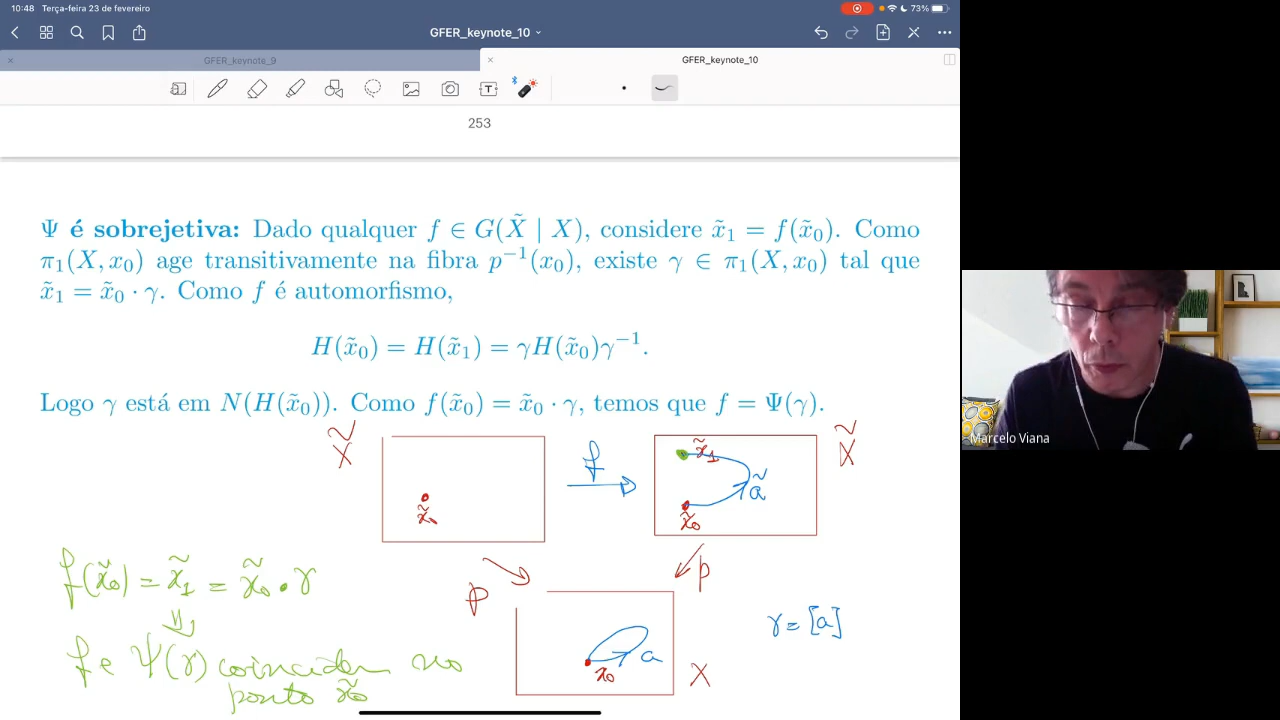 10:48 Terça-feira 23 de fevereiro
73%
GFER_keynote_10
GFER_keynote_9
GFER_keynote_10
T
253
Ψ é sobrejetiva: Dado qualquer f ∈ G(X̃ | X), considere x̃₁ = f(x̃₀). Como
π₁(X, x₀) age transitivamente na fibra p⁻¹(x₀), existe γ ∈ π₁(X, x₀) tal que
x̃₁ = x̃₀ · γ. Como f é automorfismo,
H(x̃₀) = H(x̃₁) = γH(x̃₀)γ⁻¹.
Logo γ está em N(H(x̃₀)). Como f(x̃₀) = x̃₀ · γ, temos que f = Ψ(γ).
X̃
x̃₀
f
x̃₁
ã
x̃₀
X̃
p
p
x₀
a
X
γ = [a]
f(x̃₀) = x̃₁ = x̃₀ · γ
⇓
f e Ψ(γ) coincidem no
ponto x̃₀
Marcelo Viana